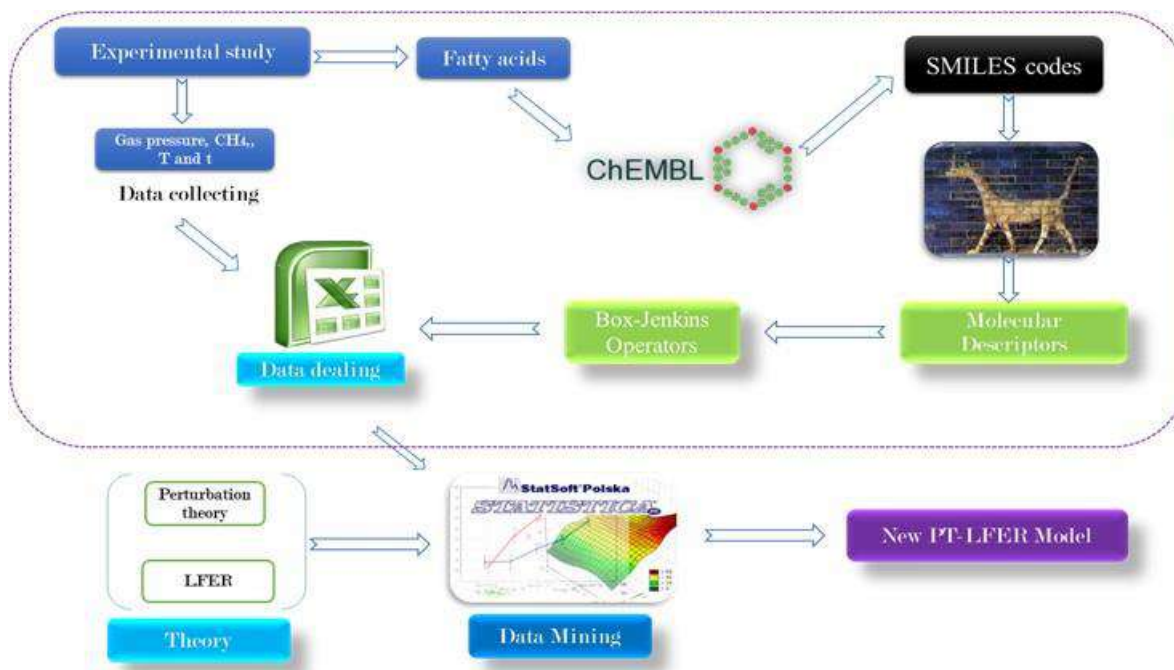 Experimental study
Fatty acids
SMILES codes
Gas pressure, CH4,,
T and t
Data collecting
ChEMBL
Box-Jenkins
Operators
Molecular
Descriptors
Data dealing
Perturbation
theory
LFER
Theory
StatSoft Polska
STATISTICA
Data Mining
New PT-LFER Model